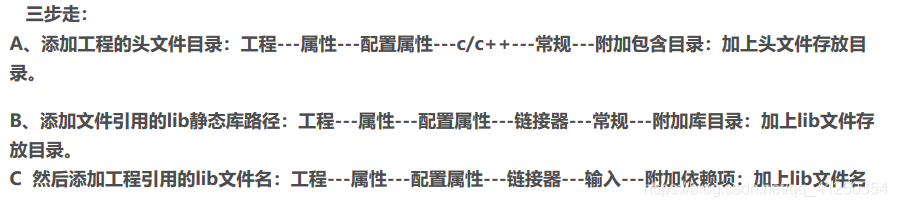 三步走：
A、添加工程的头文件目录：工程---属性---配置属性---c/c++---常规---附加包含目录：加上头文件存放目
录。
B、添加文件引用的lib静态库路径：工程---属性---配置属性---链接器---常规---附加库目录：加上lib文件存
放目录。
C  然后添加工程引用的lib文件名：工程---属性---配置属性---链接器---输入---附加依赖项：加上lib文件名
https://blog.csdn.net/qq_41250354